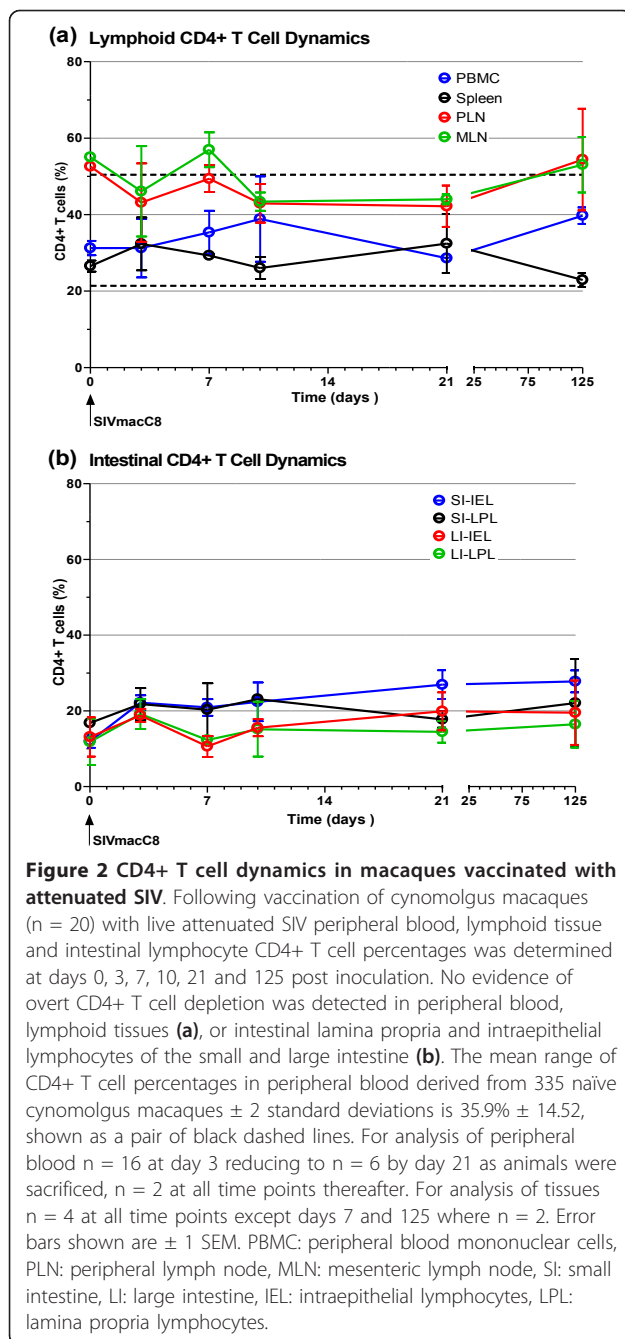 (a) Lymphoid CD4+ T Cell Dynamics
80
60
40
20
0
CD4+ T cells (%)
PBMC
Spleen
PLN
MLN
0
7
14
21
25
75
125
Time (days )
SIVmacC8
(b) Intestinal CD4+ T Cell Dynamics
80
60
40
20
0
CD4+ T cells (%)
SI-IEL
SI-LPL
LI-IEL
LI-LPL
0
7
14
21
25
75
125
Time (days)
SIVmacC8
Figure 2 CD4+ T cell dynamics in macaques vaccinated with
attenuated SIV. Following vaccination of cynomolgus macaques
(n = 20) with live attenuated SIV peripheral blood, lymphoid tissue
and intestinal lymphocyte CD4+ T cell percentages was determined
at days 0, 3, 7, 10, 21 and 125 post inoculation. No evidence of
overt CD4+ T cell depletion was detected in peripheral blood,
lymphoid tissues (a), or intestinal lamina propria and intraepithelial
lymphocytes of the small and large intestine (b). The mean range of
CD4+ T cell percentages in peripheral blood derived from 335 naïve
cynomolgus macaques ± 2 standard deviations is 35.9% ± 14.52,
shown as a pair of black dashed lines. For analysis of peripheral
blood n = 16 at day 3 reducing to n = 6 by day 21 as animals were
sacrificed, n = 2 at all time points thereafter. For analysis of tissues
n = 4 at all time points except days 7 and 125 where n = 2. Error
bars shown are ± 1 SEM. PBMC: peripheral blood mononuclear cells,
PLN: peripheral lymph node, MLN: mesenteric lymph node, SI: small
intestine, LI: large intestine, IEL: intraepithelial lymphocytes, LPL:
lamina propria lymphocytes.